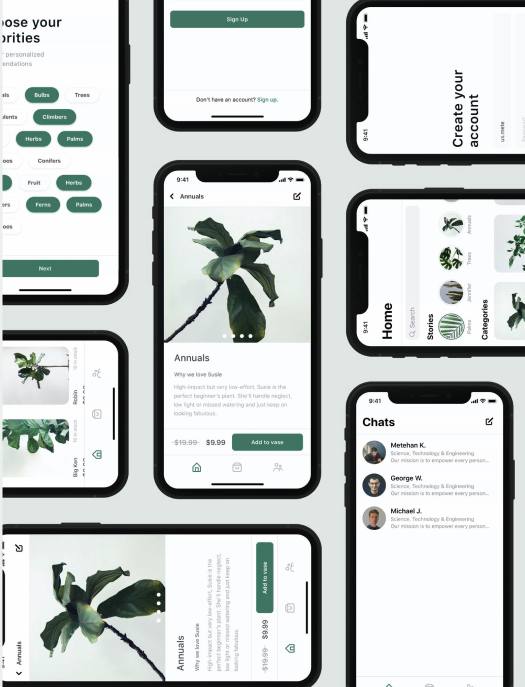 ose your
orities
personalized
endations
als
Bulbs
Trees
ulents
Climbers
Herbs
Palms
oos
Conifers
Fruit
Herbs
ers
Ferns
Palms
oos
Next
Sign Up
Don't have an account? Sign up.
9:41
Create your
account
us.mete
9:41
Annuals
Annuals
Why we love Susie
High-impact but very low-effort, Susie is the
perfect beginner's plant. She'll handle neglect,
low light or missed watering and just keep on
looking fabulous.
$19.99 $9.99
Add to vase
9:41
Home
Search
Stories
Palms
Jennifer
Trees
Annuals
Categories
Robin
Big Ken
9:41
Chats
Metehan K.
Science, Technology & Engineering
Our mission is to empower every person...
George W.
Science, Technology & Engineering
Our mission is to empower every person...
Michael J.
Science, Technology & Engineering
Our mission is to empower every person...
Annuals
Annuals
Why we love Susie
High-impact but very low-effort, Susie is the
perfect beginner's plant. She'll handle neglect,
low light or missed watering and just keep on
looking fabulous.
$19.99 $9.99
Add to vase